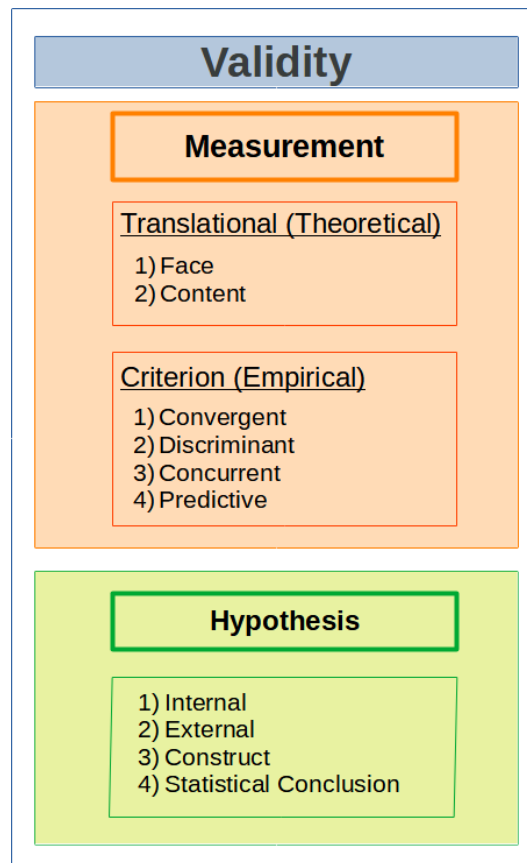 Validity
Measurement
Translational (Theoretical)
1) Face
2) Content
Criterion (Empirical)
1) Convergent
2) Discriminant
3) Concurrent
4) Predictive
Hypothesis
1) Internal
2) External
3) Construct
4) Statistical Conclusion